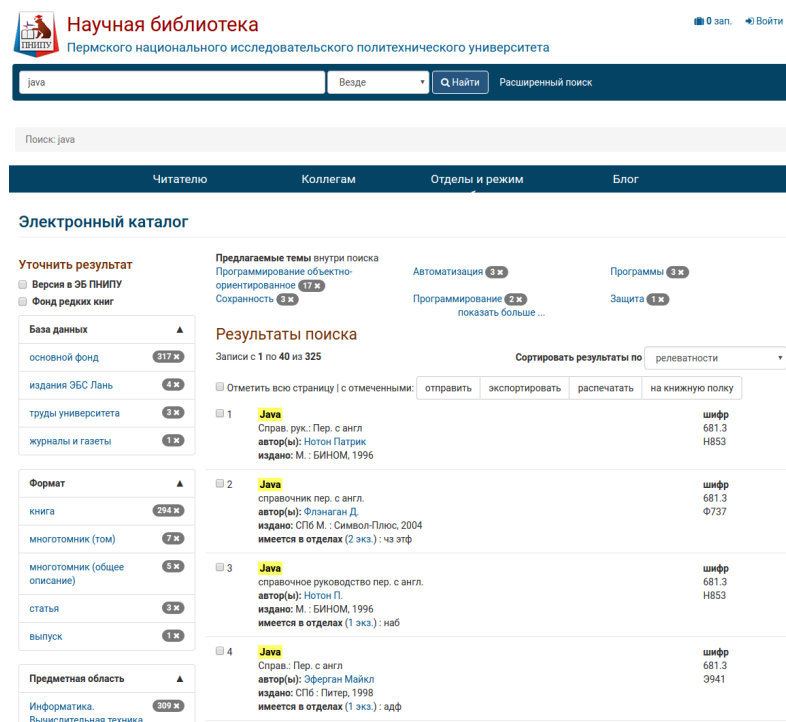 ПНИПУ
Научная библиотека
Пермского национального исследовательского политехнического университета
0 зап. Войти
java Везде Найти Расширенный поиск
Поиск: java
Читателю Коллегам Отделы и режим Блог
Электронный каталог
Уточнить результат
Версия в ЭБ ПНИПУ
Фонд редких книг
База данных ▲
основной фонд 317 ×
издания ЭБС Лань 4 ×
труды университета 3 ×
журналы и газеты 1 ×
Формат ▲
книга 294 ×
многотомник (том) 7 ×
многотомник (общее 5 ×
описание)
статья 3 ×
выпуск 1 ×
Предметная область ▲
Информатика. 309 ×
Вычислительная техника
Предлагаемые темы внутри поиска
Программирование объектно- Автоматизация 3 × Программы 3 ×
ориентированное 17 ×
Сохранность 3 × Программирование 2 × Защита 1 ×
показать больше ...
Результаты поиска
Записи с 1 по 40 из 325 Сортировать результаты по релеватности
Отметить всю страницу | с отмеченными: отправить экспортировать распечатать на книжную полку
1 Java шифр
Справ. рук.: Пер. с англ 681.3
автор(ы): Нотон Патрик Н853
издано: М. : БИНОМ, 1996
2 Java шифр
справочник пер. с англ. 681.3
автор(ы): Флэнаган Д. Ф737
издано: СПб М. : Символ-Плюс, 2004
имеется в отделах (2 экз.) : чз этф
3 Java шифр
справочное руководство пер. с англ. 681.3
автор(ы): Нотон П. Н853
издано: М. : БИНОМ, 1996
имеется в отделах (1 экз.) : наб
4 Java шифр
Справ.: Пер. с англ 681.3
автор(ы): Эферган Майкл Э941
издано: СПб : Питер, 1998
имеется в отделах (1 экз.) : адф